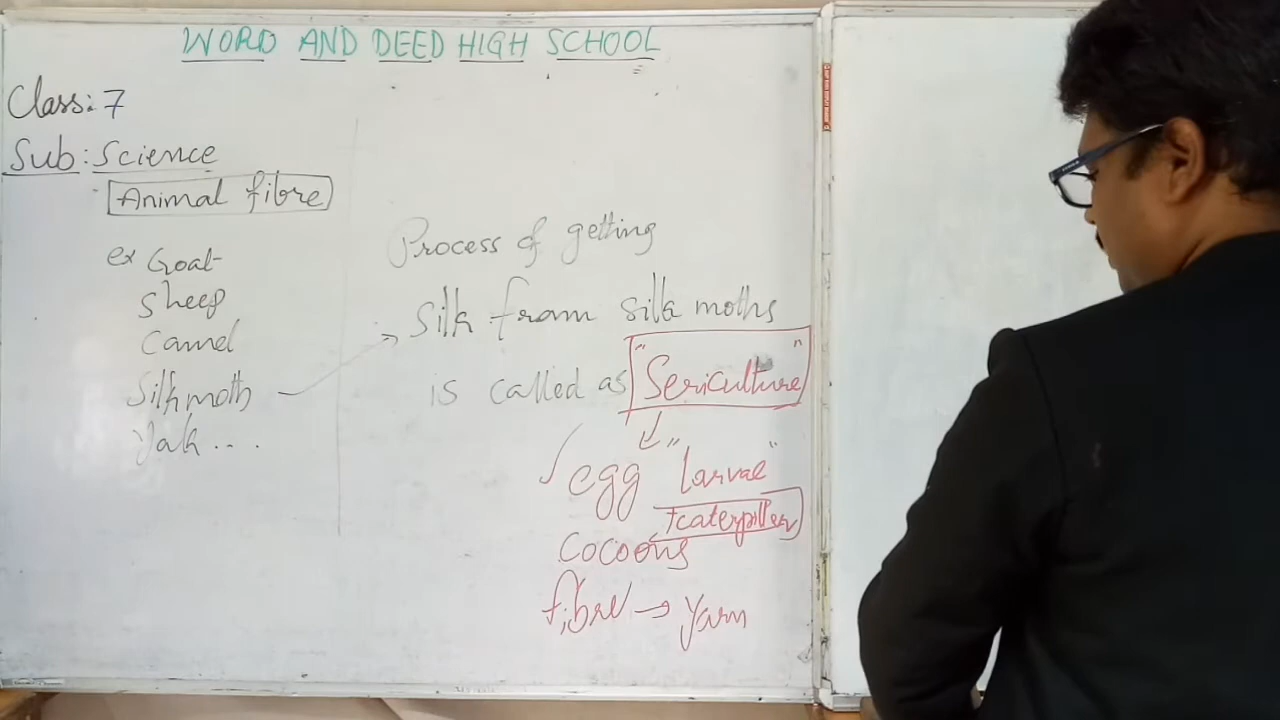 WORD AND DEED HIGH SCHOOL
Class: 7
Sub: Science
Animal fibre
ex Goat
Sheep
Camel
Silkmoth
Yak ....
Process of getting
Silk from silk moths
is called as "Sericulture"
egg "larvae"
caterpiller
Cocoons
fibre → yarn